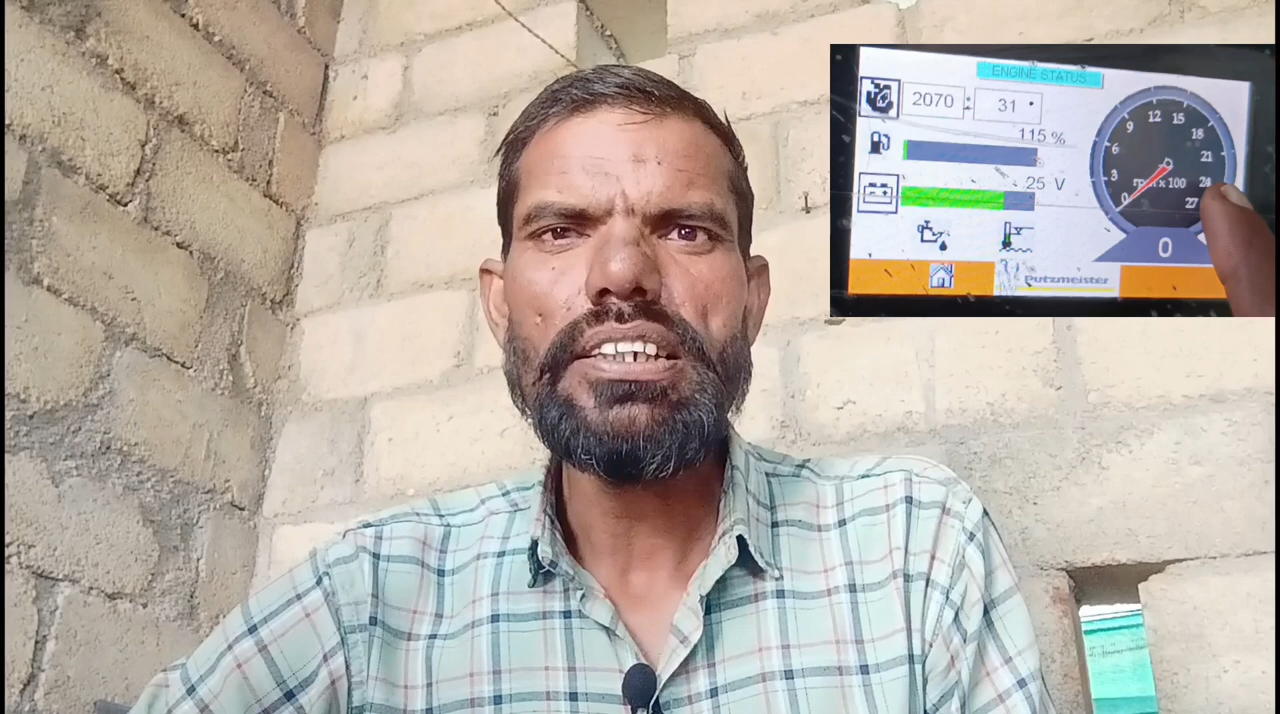 ENGINE STATUS
2070 : 31
115 %
25 V
0 3 6 9 12 15 18 21 24 27
rpm x 100
0
Putzmeister